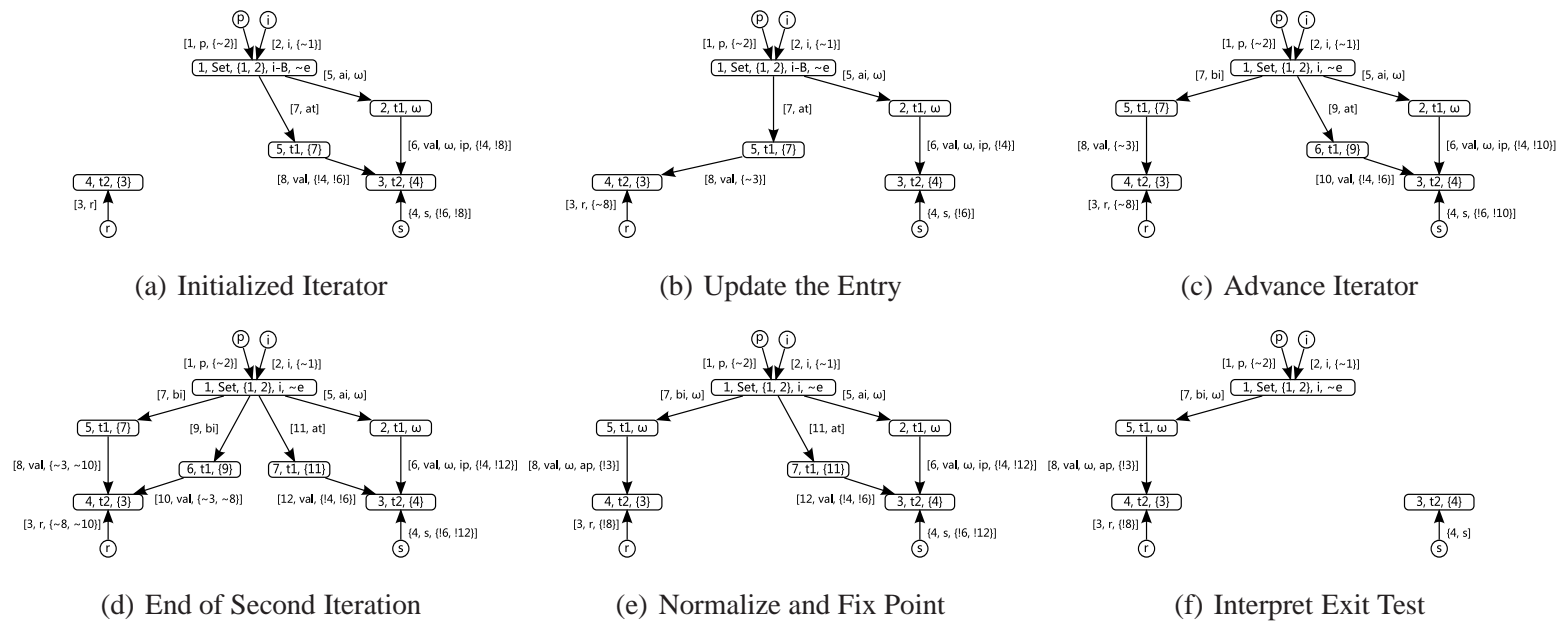 p i
[1, p, {~2}] [2, i, {~1}]
1, Set, {1, 2}, i-B, ~e
[5, ai, ω]
[7, at]
2, t1, ω
5, t1, {7}
[6, val, ω, ip, {!4, !8}]
[8, val, {!4, !6}]
4, t2, {3}
3, t2, {4}
[3, r]
{4, s, {!6, !8}]
r
s
(a) Initialized Iterator
p i
[1, p, {~2}] [2, i, {~1}]
1, Set, {1, 2}, i-B, ~e
[5, ai, ω]
[7, at]
2, t1, ω
5, t1, {7}
[6, val, ω, ip, {!4}]
[8, val, {~3}]
4, t2, {3}
3, t2, {4}
[3, r, {~8}]
{4, s, {!6}]
r
s
(b) Update the Entry
p i
[1, p, {~2}] [2, i, {~1}]
1, Set, {1, 2}, i, ~e
[7, bi]
[5, ai, ω]
[9, at]
5, t1, {7}
2, t1, ω
[8, val, {~3}]
6, t1, {9}
[6, val, ω, ip, {!4, !10}]
[10, val, {!4, !6}]
4, t2, {3}
3, t2, {4}
[3, r, {~8}]
{4, s, {!6, !10}]
r
s
(c) Advance Iterator
p i
[1, p, {~2}] [2, i, {~1}]
1, Set, {1, 2}, i, ~e
[7, bi]
[5, ai, ω]
[9, bi]
[11, at]
5, t1, {7}
2, t1, ω
[8, val, {~3, ~10}]
6, t1, {9}
7, t1, {11}
[6, val, ω, ip, {!4, !12}]
[10, val, {~3, ~8}]
[12, val, {!4, !6}]
4, t2, {3}
3, t2, {4}
[3, r, {~8, ~10}]
{4, s, {!6, !12}]
r
s
(d) End of Second Iteration
p i
[1, p, {~2}] [2, i, {~1}]
1, Set, {1, 2}, i, ~e
[7, bi, ω]
[5, ai, ω]
[11, at]
5, t1, ω
2, t1, ω
[8, val, ω, ap, {!3}]
7, t1, {11}
[6, val, ω, ip, {!4, !12}]
[12, val, {!4, !6}]
4, t2, {3}
3, t2, {4}
[3, r, {!8}]
{4, s, {!6, !12}]
r
s
(e) Normalize and Fix Point
p i
[1, p, {~2}] [2, i, {~1}]
1, Set, {1, 2}, i, ~e
[7, bi, ω]
5, t1, ω
[8, val, ω, ap, {!3}]
4, t2, {3}
3, t2, {4}
[3, r, {!8}]
{4, s]
r
s
(f) Interpret Exit Test